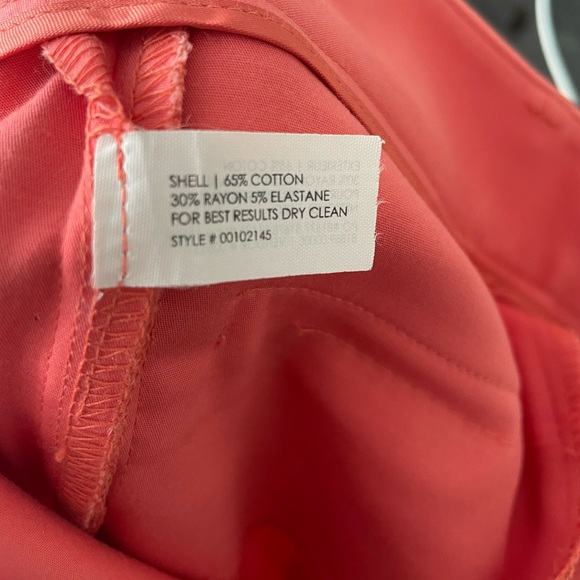 SHELL | 65% COTTON
30% RAYON 5% ELASTANE
FOR BEST RESULTS DRY CLEAN
STYLE # 00102145